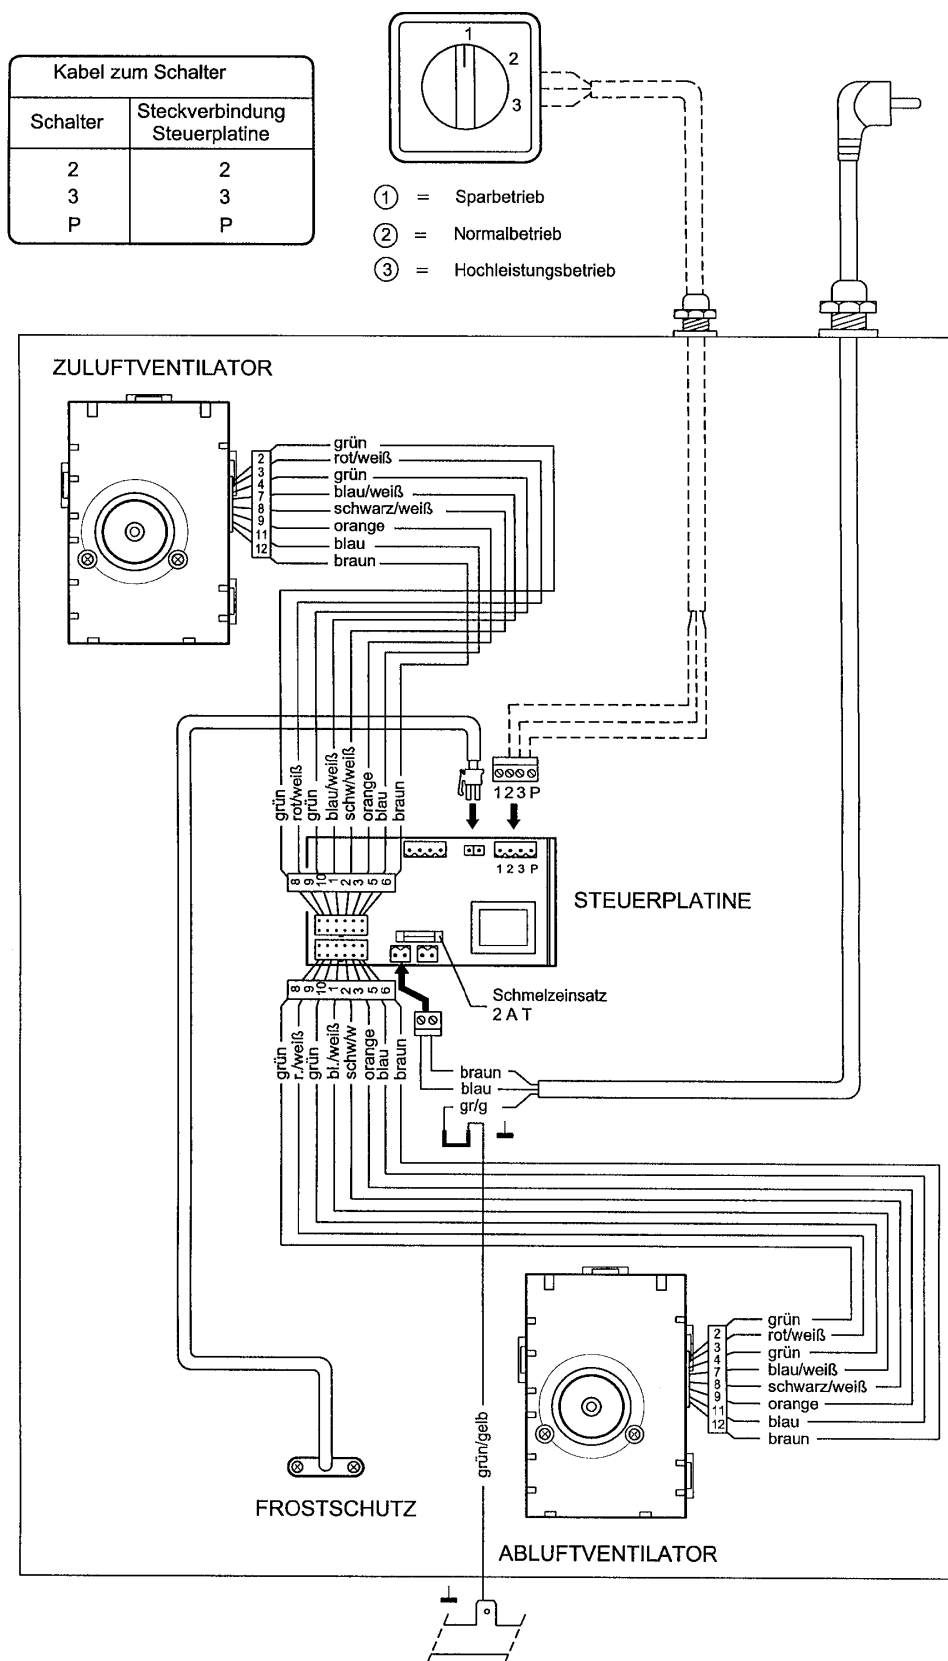 Kabel zum Schalter
Schalter
Steckverbindung
Steuerplatine
2 2
3 3
P P
1
2
3
1 = Sparbetrieb
2 = Normalbetrieb
3 = Hochleistungsbetrieb
ZULUFTVENTILATOR
2
3
4
7
8
9
11
12
grün
rot/weiß
grün
blau/weiß
schwarz/weiß
orange
blau
braun
grün
rot/weiß
grün
blau/weiß
schw/weiß
orange
blau
braun
1 2 3 P
1 2 3 P
8 9 10 1 2 3 5 6
STEUERPLATINE
8 9 10 1 2 3 5 6
Schmelzeinsatz
2 A T
grün
r./weiß
grün
bl./weiß
schw/w
orange
blau
braun
braun
blau
gr/g
grün/gelb
2
3
4
7
8
9
11
12
grün
rot/weiß
grün
blau/weiß
schwarz/weiß
orange
blau
braun
FROSTSCHUTZ
ABLUFTVENTILATOR